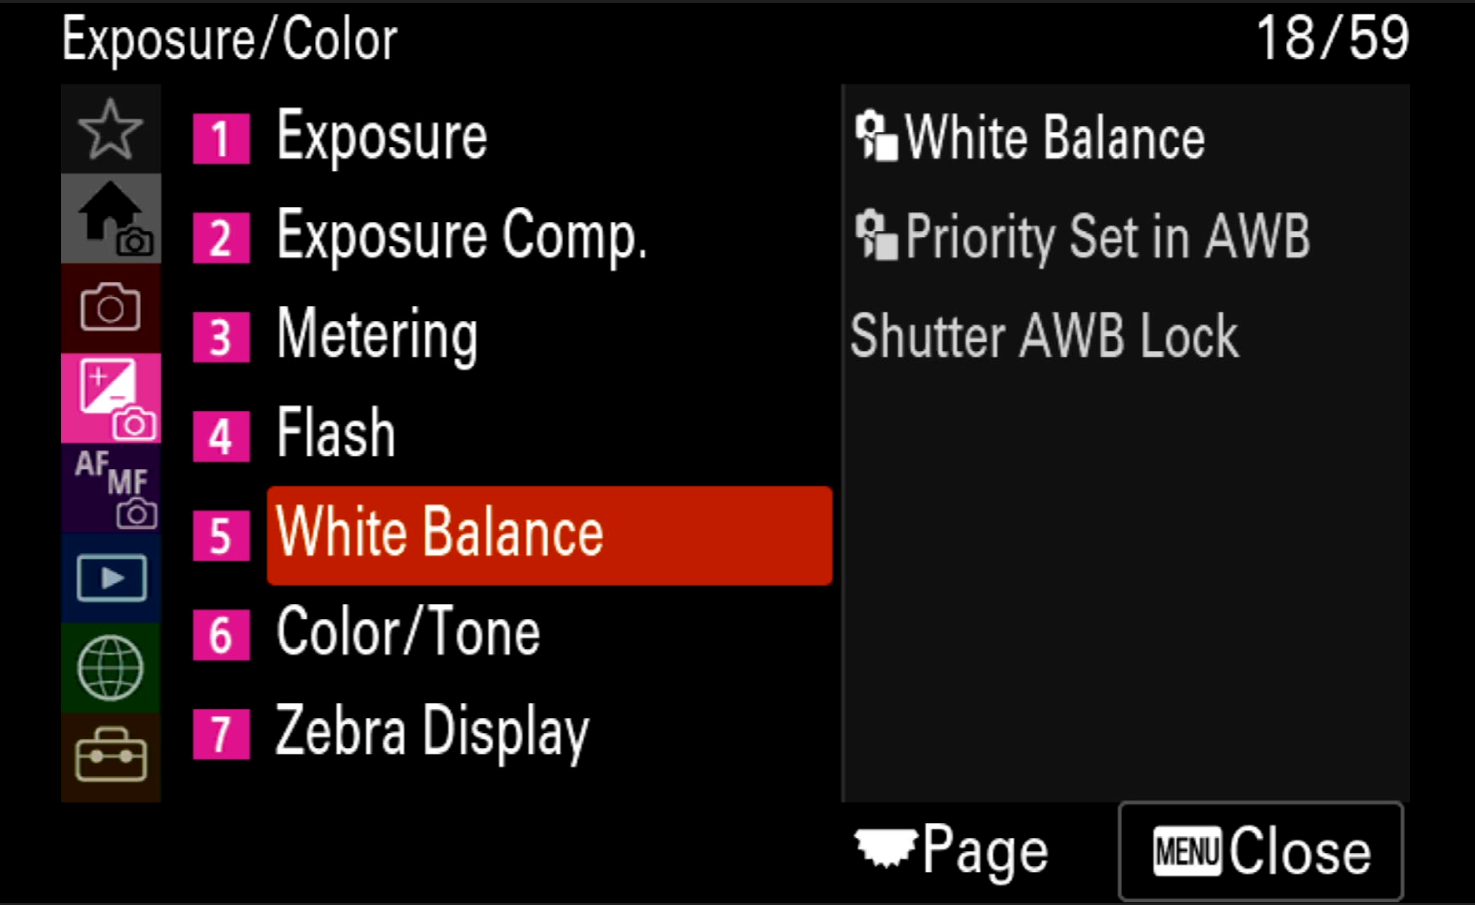 Exposure/Color 18/59
1 Exposure
2 Exposure Comp.
3 Metering
4 Flash
AF MF
5 White Balance
6 Color/Tone
7 Zebra Display
White Balance
Priority Set in AWB
Shutter AWB Lock
Page
MENU Close